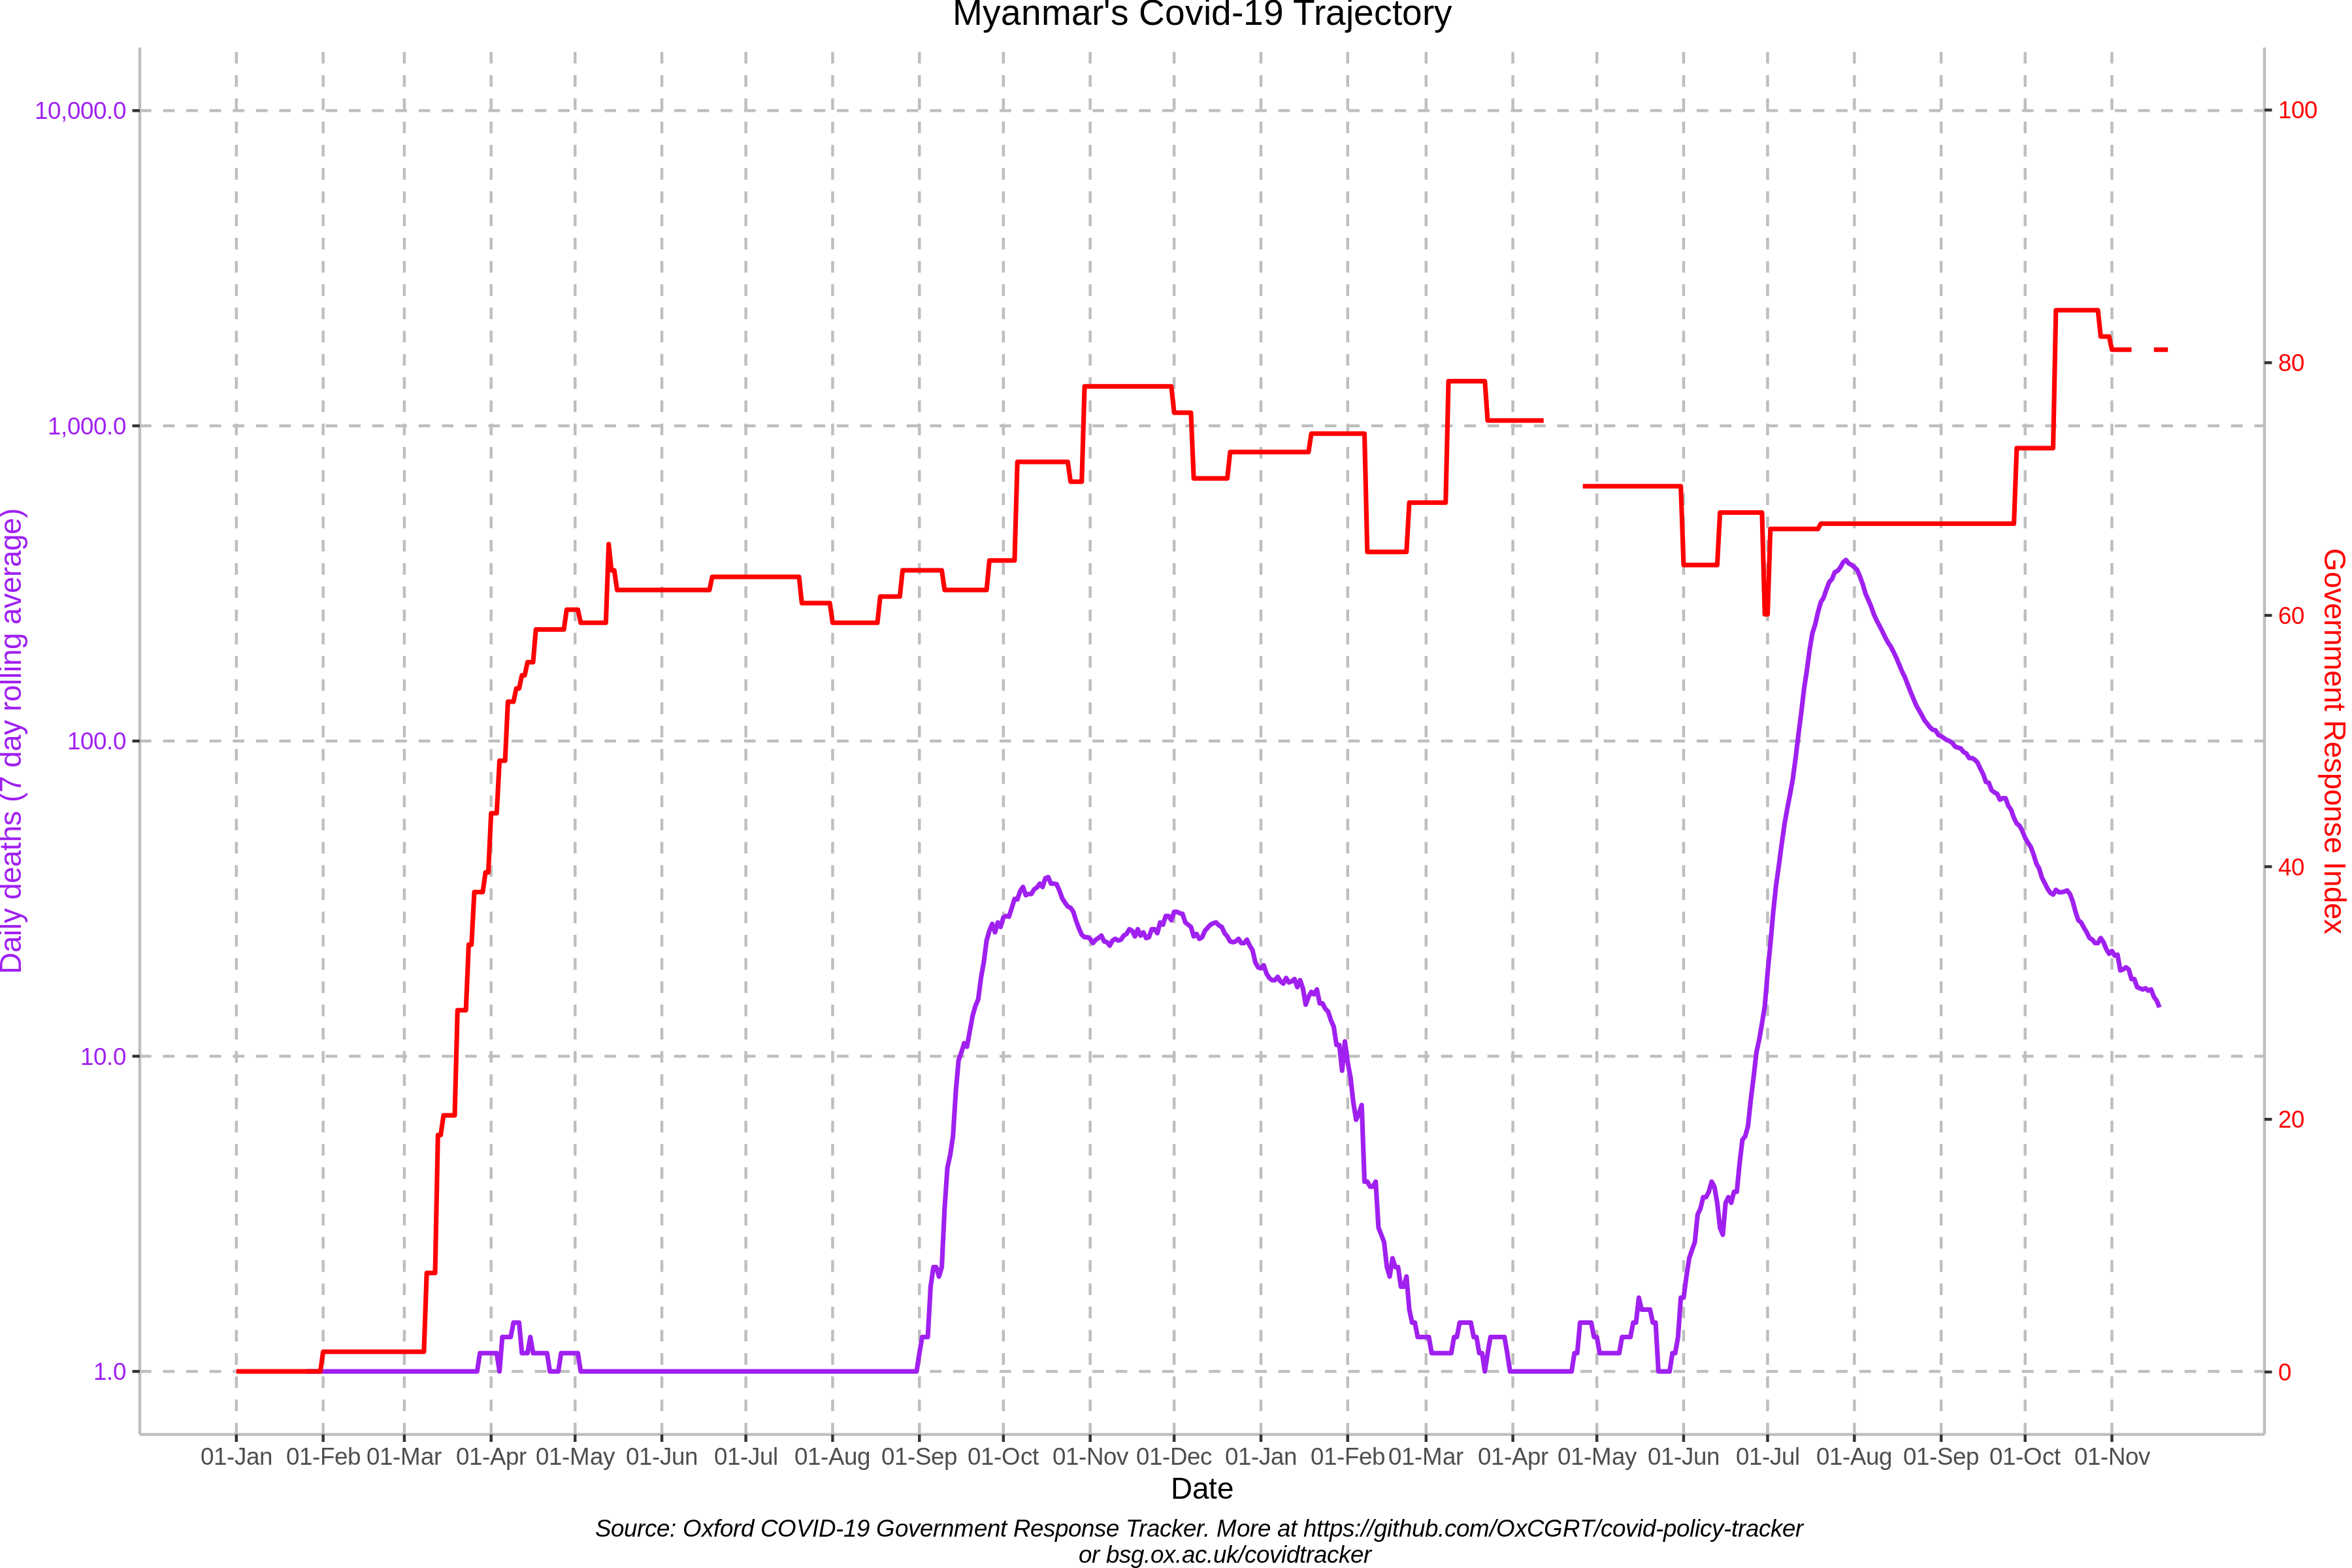 Myanmar's Covid-19 Trajectory
10,000.0
1,000.0
100.0
10.0
1.0
Daily deaths (7 day rolling average)
100
80
60
40
20
0
Government Response Index
01-Jan 01-Feb 01-Mar 01-Apr 01-May 01-Jun 01-Jul 01-Aug 01-Sep 01-Oct 01-Nov 01-Dec 01-Jan 01-Feb 01-Mar 01-Apr 01-May 01-Jun 01-Jul 01-Aug 01-Sep 01-Oct 01-Nov
Date
Source: Oxford COVID-19 Government Response Tracker. More at https://github.com/OxCGRT/covid-policy-tracker
or bsg.ox.ac.uk/covidtracker